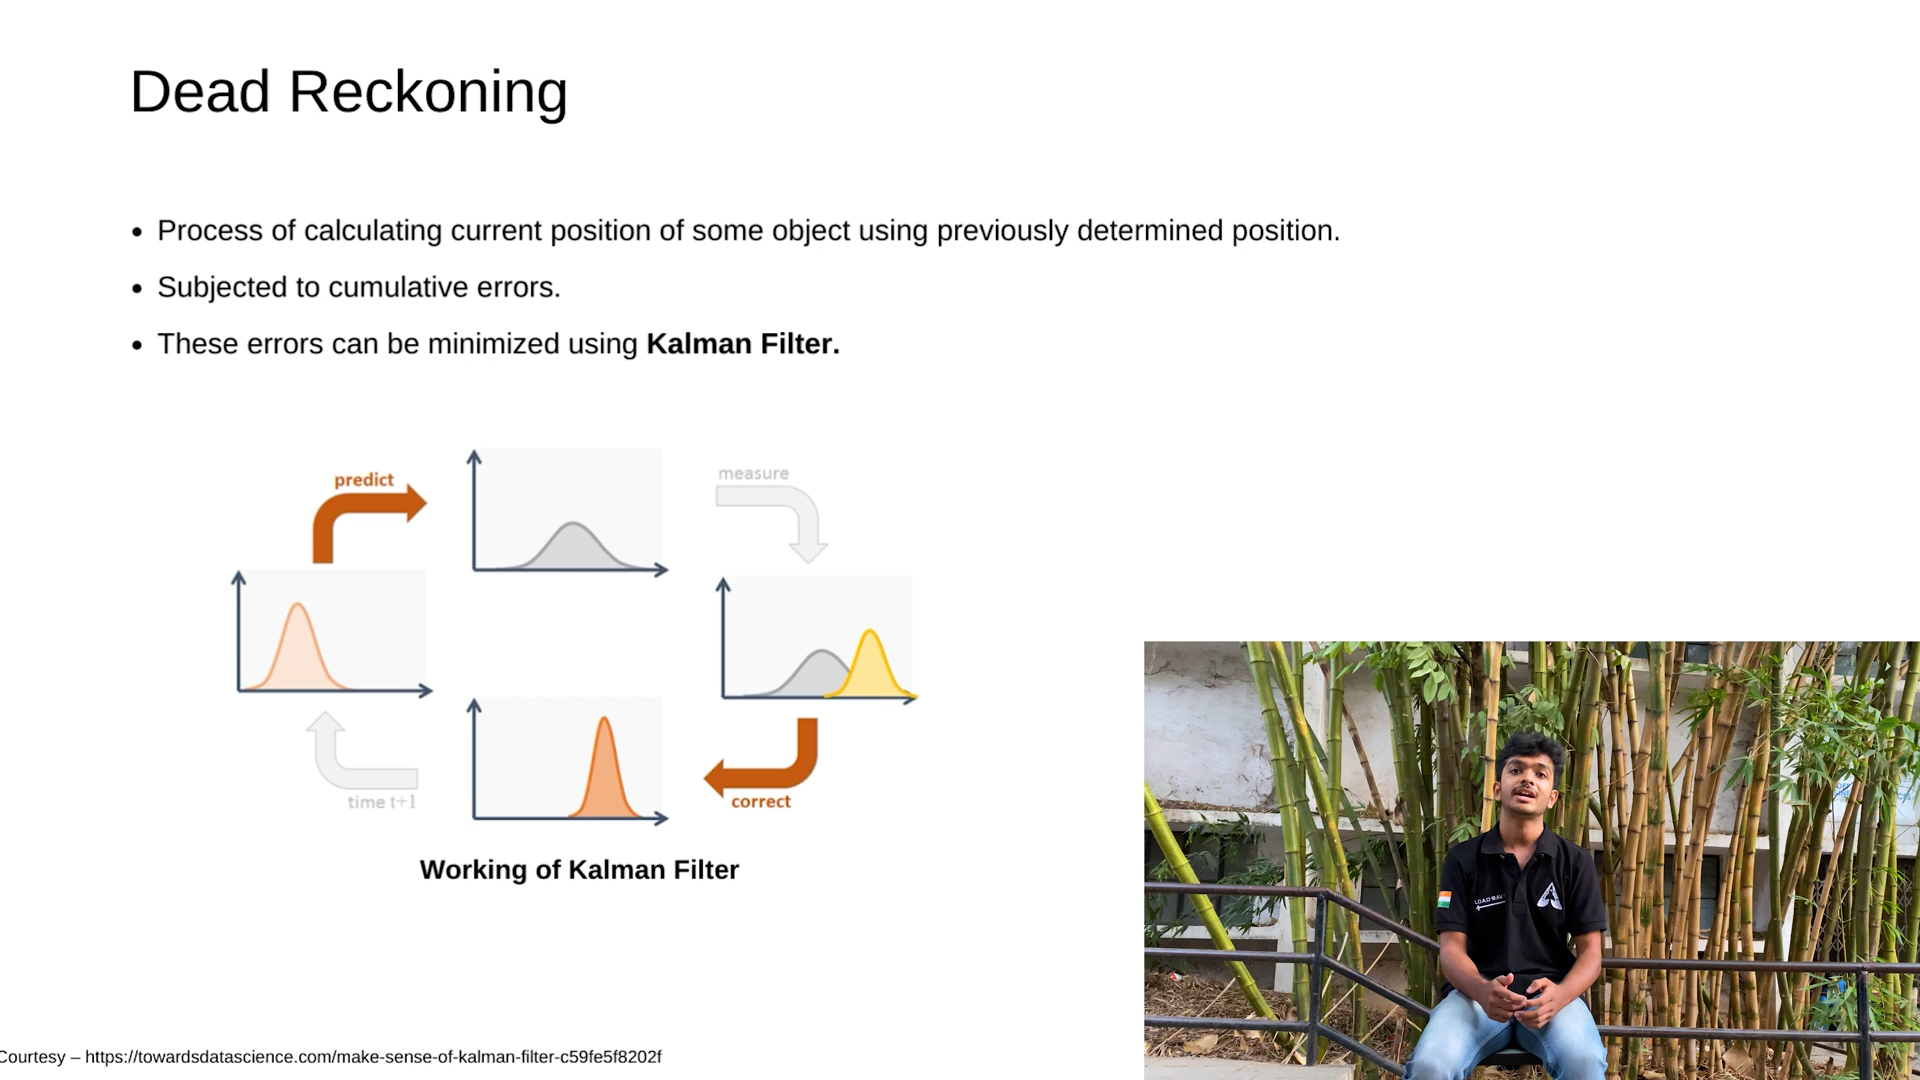 Dead Reckoning
• Process of calculating current position of some object using previously determined position.
• Subjected to cumulative errors.
• These errors can be minimized using Kalman Filter.
predict
measure
time t+1
correct
Working of Kalman Filter
Courtesy – https://towardsdatascience.com/make-sense-of-kalman-filter-c59fe5f8202f